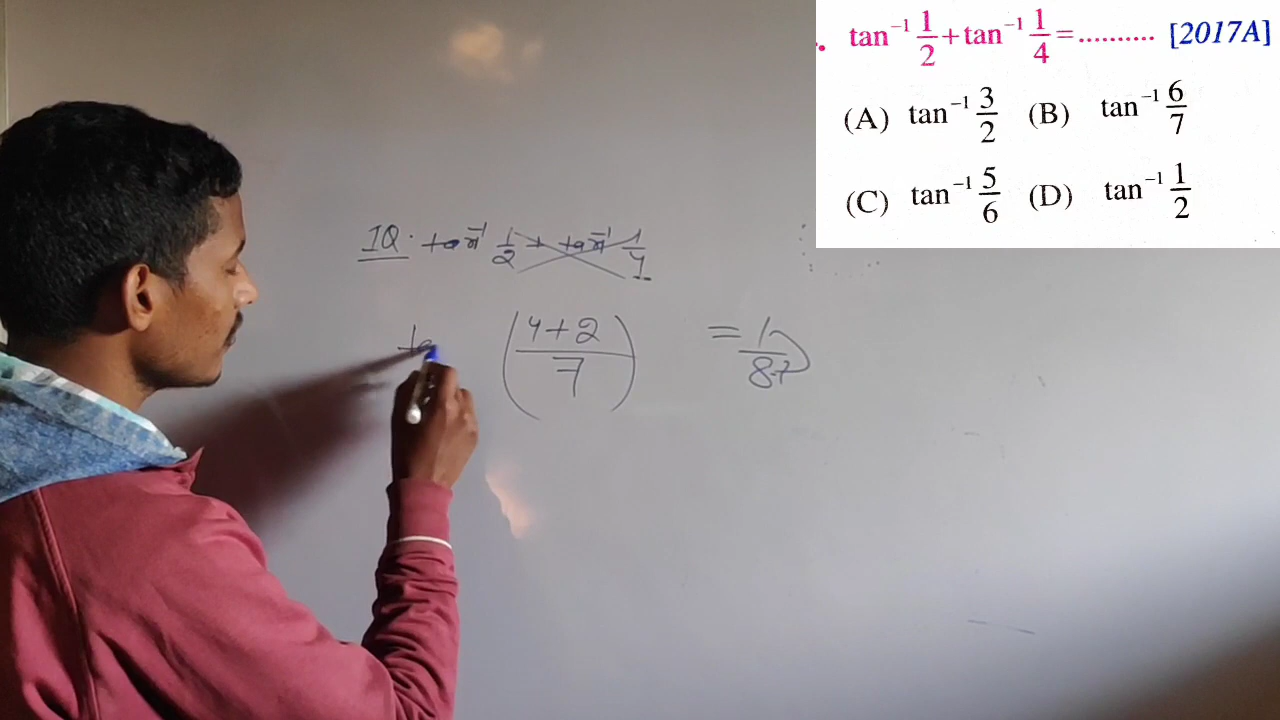 . tan⁻¹ 1/2 + tan⁻¹ 1/4 = .......... [2017A]
(A) tan⁻¹ 3/2 (B) tan⁻¹ 6/7
(C) tan⁻¹ 5/6 (D) tan⁻¹ 1/2
1Q. tan⁻¹ 1/2 + tan⁻¹ 1/4
ta ((4+2)/7) = 1/87